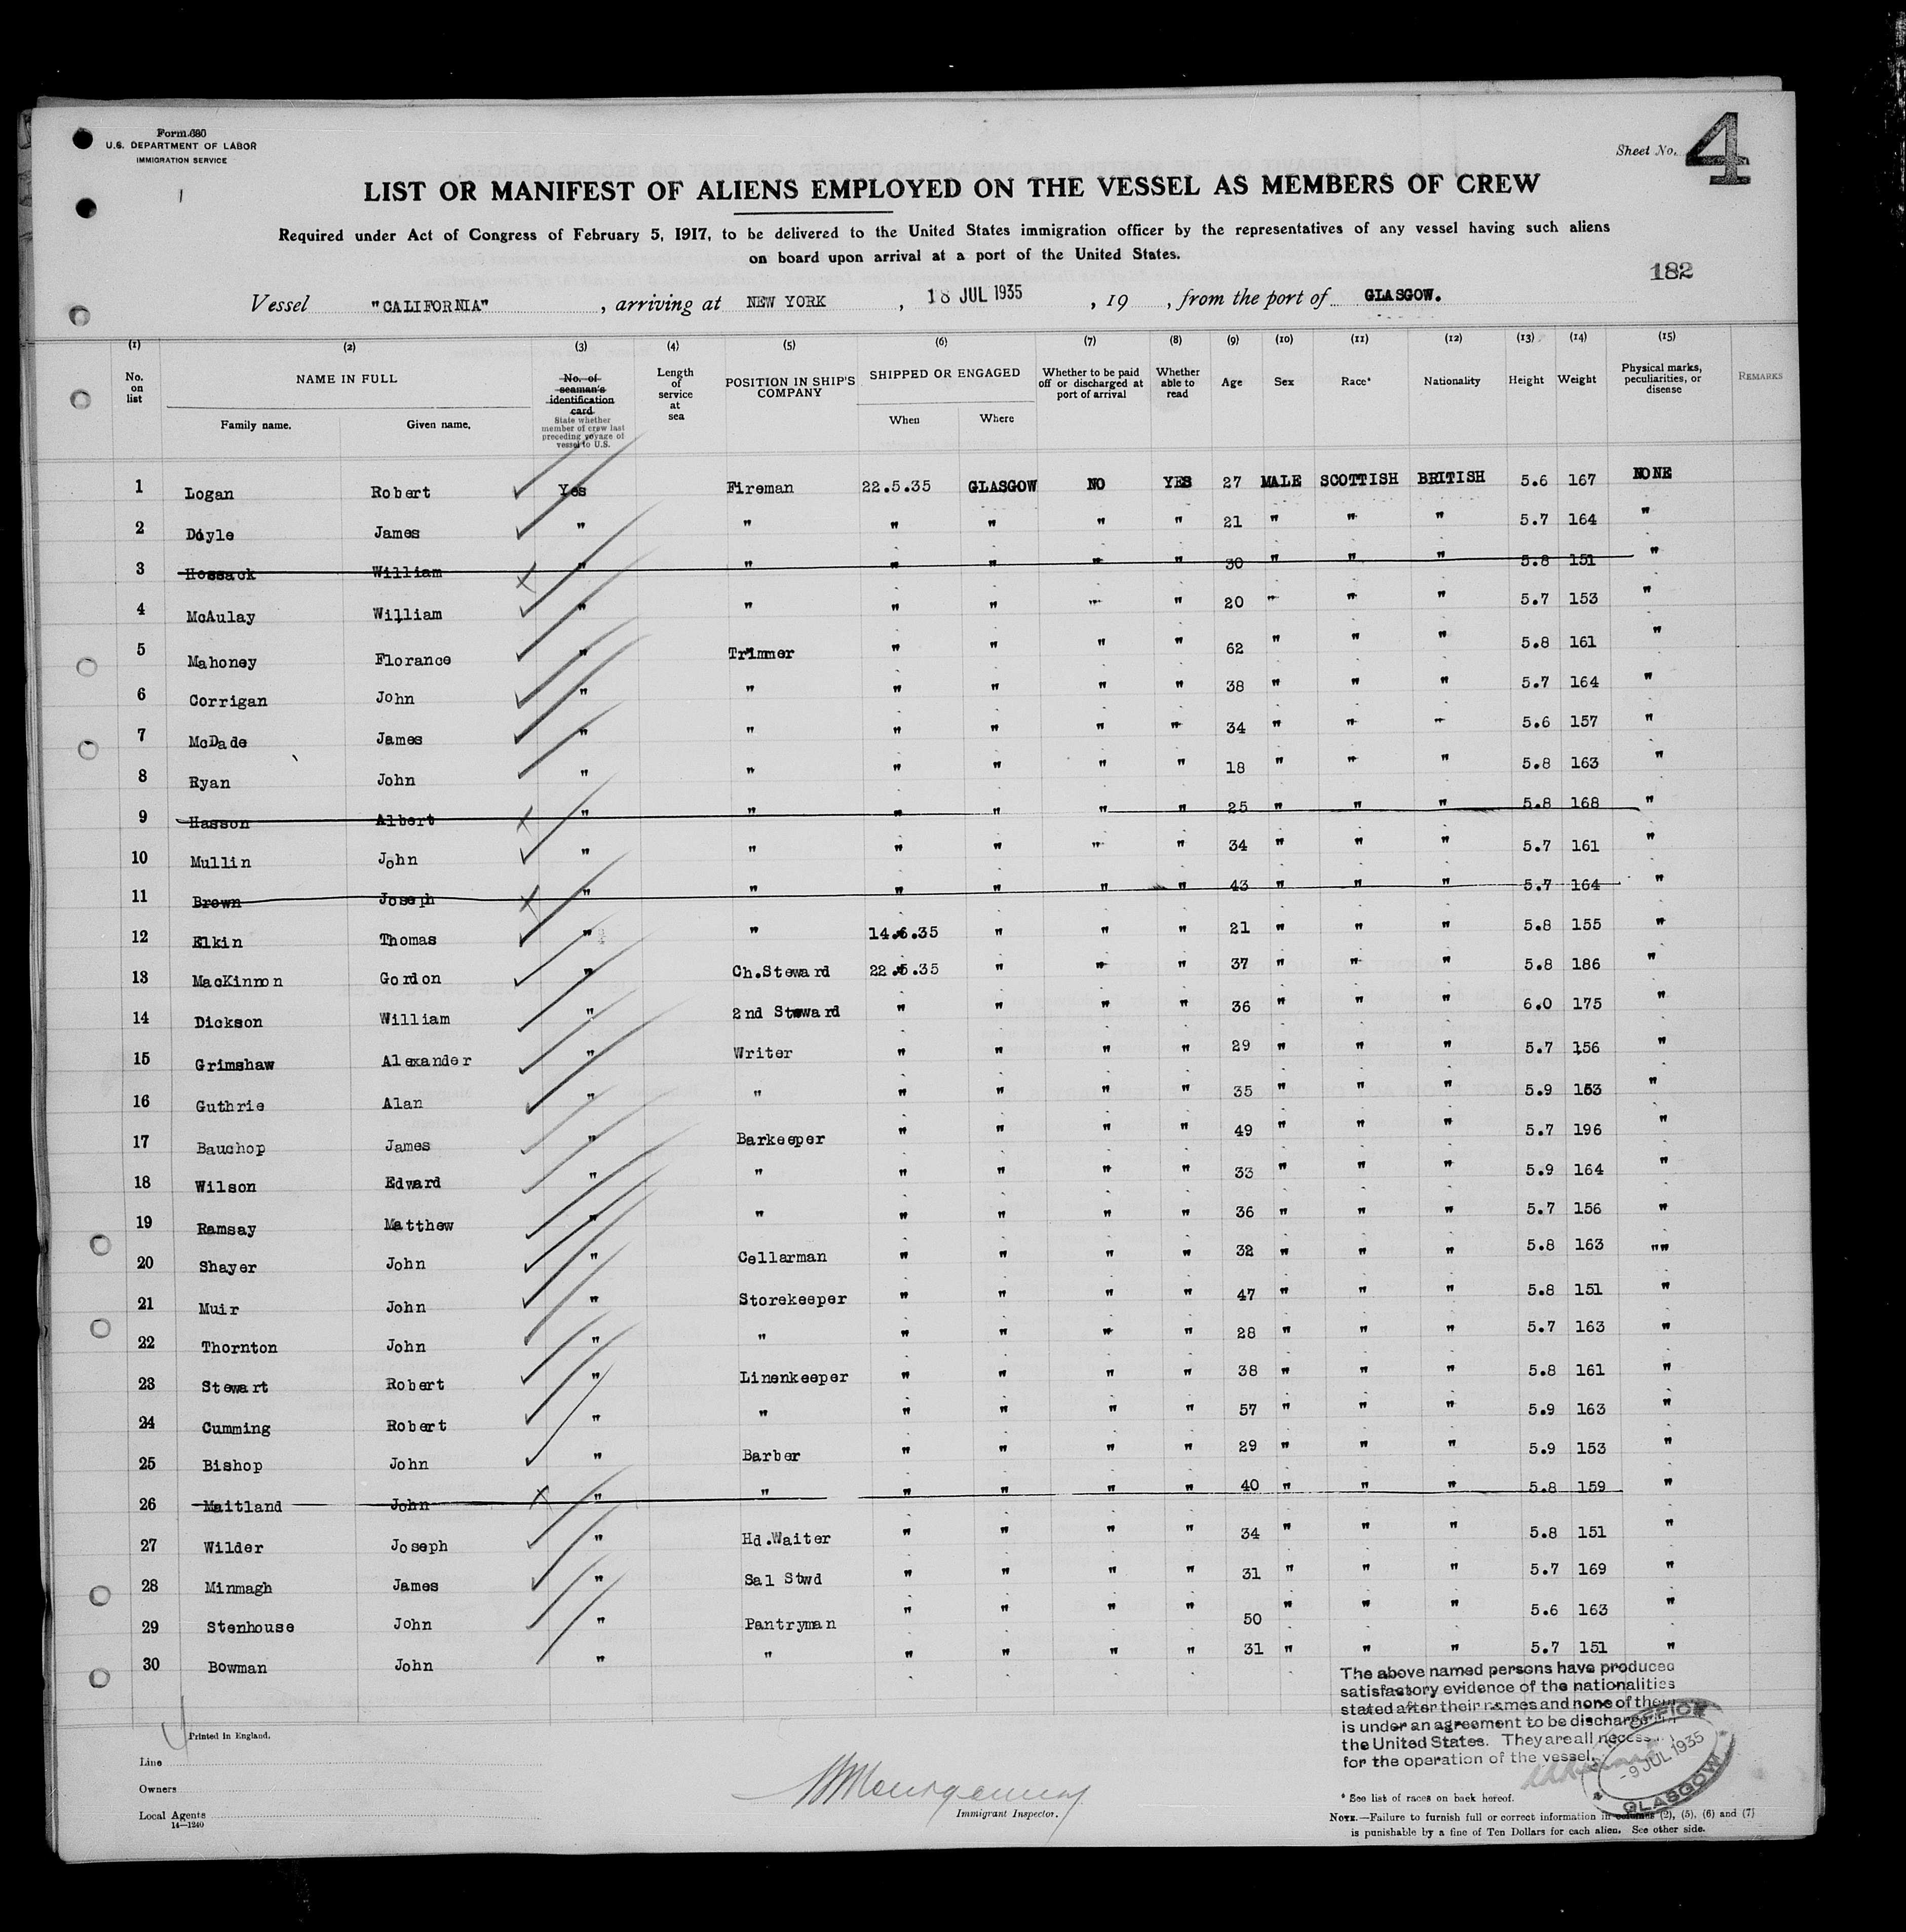 Form 680
U.S. DEPARTMENT OF LABOR
IMMIGRATION SERVICE
Sheet No. 4
LIST OR MANIFEST OF ALIENS EMPLOYED ON THE VESSEL AS MEMBERS OF CREW
Required under Act of Congress of February 5, 1917, to be delivered to the United States immigration officer by the representatives of any vessel having such aliens
on board upon arrival at a port of the United States.
182
Vessel "CALIFORNIA", arriving at NEW YORK, 18 JUL 1935, 19 , from the port of GLASGOW.
(1) (2) (3) (4) (5) (6) (7) (8) (9) (10) (11) (12) (13) (14) (15)
No. on list NAME IN FULL Family name. Given name. No. of seaman's identification card State whether member of crew last preceding voyage of vessel to U.S. Length of service at sea POSITION IN SHIP'S COMPANY SHIPPED OR ENGAGED When Where Whether to be paid off or discharged at port of arrival Whether able to read Age Sex Race* Nationality Height Weight Physical marks, peculiarities, or disease REMARKS
1 Logan Robert Yes Fireman 22.5.35 GLASGOW NO YES 27 MALE SCOTTISH BRITISH 5.6 167 NONE
2 Doyle James " " " " " " 21 " " " 5.7 164 "
3 Hossack William " " " " " " 30 " " " 5.8 151 "
4 McAulay William " " " " " " 20 " " " 5.7 153 "
5 Mahoney Florance " Trimmer " " " " 62 " " " 5.8 161 "
6 Corrigan John " " " " " " 38 " " " 5.7 164 "
7 McDade James " " " " " " 34 " " " 5.6 157 "
8 Ryan John " " " " " " 18 " " " 5.8 163 "
9 Hasson Albert " " " " " " 25 " " " 5.8 168 "
10 Mullin John " " " " " " 34 " " " 5.7 161 "
11 Brown Joseph " " " " " " 43 " " " 5.7 164 "
12 Elkin Thomas " " 14.6.35 " " " 21 " " " 5.8 155 "
13 MacKinnon Gordon " Ch.Steward 22.5.35 " " " 37 " " " 5.8 186 "
14 Dickson William " 2nd Steward " " " " 36 " " " 6.0 175 "
15 Grimshaw Alexander " Writer " " " " 29 " " " 5.7 156 "
16 Guthrie Alan " " " " " " 35 " " " 5.9 163 "
17 Bauchop James " Barkeeper " " " " 49 " " " 5.7 196 "
18 Wilson Edward " " " " " " 33 " " " 5.9 164 "
19 Ramsay Matthew " " " " " " 36 " " " 5.7 156 "
20 Shayer John " Cellarman " " " " 32 " " " 5.8 163 ""
21 Muir John " Storekeeper " " " " 47 " " " 5.8 151 "
22 Thornton John " " " " " " 28 " " " 5.7 163 "
23 Stewart Robert " Linenkeeper " " " " 38 " " " 5.8 161 "
24 Cumming Robert " " " " " " 57 " " " 5.9 163 "
25 Bishop John " Barber " " " " 29 " " " 5.9 153 "
26 Maitland John " " " " " " 40 " " " 5.8 159 "
27 Wilder Joseph " Hd.Waiter " " " " 34 " " " 5.8 151 "
28 Minmagh James " Sal Stwd " " " " 31 " " " 5.7 169 "
29 Stenhouse John " Pantryman " " " " 50 " " " 5.6 163 "
30 Bowman John " " " " " " 31 " " " 5.7 151 "
The above named persons have produced
satisfactory evidence of the nationalities
stated after their names and none of them
is under an agreement to be discharged in
the United States. They are all
for the operation of the vessel.
OFFICE
-9 JUL 1935
GLASGOW
Printed in England.
Line
Owners
Local Agents
14—1240
Montgomery
Immigrant Inspector.
* See list of races on back hereof.
NOTE.—Failure to furnish full or correct information in columns (2), (5), (6) and (7)
is punishable by a fine of Ten Dollars for each alien. See other side.